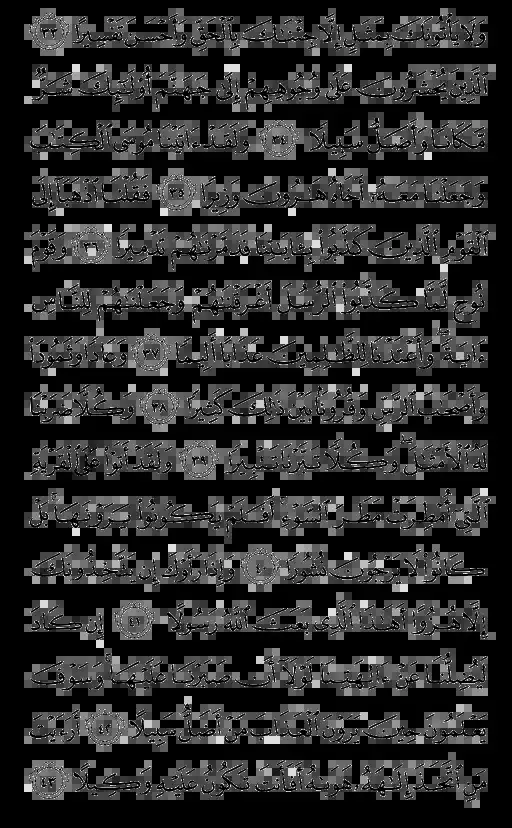 وَلَا يَأْتُونَكَ بِمَثَلٍ إِلَّا جِئْنَٰكَ بِٱلْحَقِّ وَأَحْسَنَ تَفْسِيرًا ٣٣
ٱلَّذِينَ يُحْشَرُونَ عَلَىٰ وُجُوهِهِمْ إِلَىٰ جَهَنَّمَ أُو۟لَٰٓئِكَ شَرٌّ
مَّكَانًا وَأَضَلُّ سَبِيلًا ٣٤ وَلَقَدْ ءَاتَيْنَا مُوسَى ٱلْكِتَٰبَ
وَجَعَلْنَا مَعَهُۥٓ أَخَاهُ هَٰرُونَ وَزِيرًا ٣٥ فَقُلْنَا ٱذْهَبَآ إِلَى
ٱلْقَوْمِ ٱلَّذِينَ كَذَّبُوا۟ بِـَٔايَٰتِنَا فَدَمَّرْنَٰهُمْ تَدْمِيرًا ٣٦ وَقَوْمَ
نُوحٍ لَّمَّا كَذَّبُوا۟ ٱلرُّسُلَ أَغْرَقْنَٰهُمْ وَجَعَلْنَٰهُمْ لِلنَّاسِ
ءَايَةً وَأَعْتَدْنَا لِلظَّٰلِمِينَ عَذَابًا أَلِيمًا ٣٧ وَعَادًا وَثَمُودَا۟
وَأَصْحَٰبَ ٱلرَّسِّ وَقُرُونًۢا بَيْنَ ذَٰلِكَ كَثِيرًا ٣٨ وَكُلًّا ضَرَبْنَا
لَهُ ٱلْأَمْثَٰلَ وَكُلًّا تَبَّرْنَا تَتْبِيرًا ٣٩ وَلَقَدْ أَتَوْا۟ عَلَى ٱلْقَرْيَةِ
ٱلَّتِىٓ أُمْطِرَتْ مَطَرَ ٱلسَّوْءِ أَفَلَمْ يَكُونُوا۟ يَرَوْنَهَا بَلْ
كَانُوا۟ لَا يَرْجُونَ نُشُورًا ٤٠ وَإِذَا رَأَوْكَ إِن يَتَّخِذُونَكَ
إِلَّا هُزُوًا أَهَٰذَا ٱلَّذِى بَعَثَ ٱللَّهُ رَسُولًا ٤١ إِن كَادَ
لَيُضِلُّنَا عَنْ ءَالِهَتِنَا لَوْلَآ أَن صَبَرْنَا عَلَيْهَا وَسَوْفَ
يَعْلَمُونَ حِينَ يَرَوْنَ ٱلْعَذَابَ مَنْ أَضَلُّ سَبِيلًا ٤٢ أَرَءَيْتَ
مَنِ ٱتَّخَذَ إِلَٰهَهُۥ هَوَىٰهُ أَفَأَنتَ تَكُونُ عَلَيْهِ وَكِيلًا ٤٣